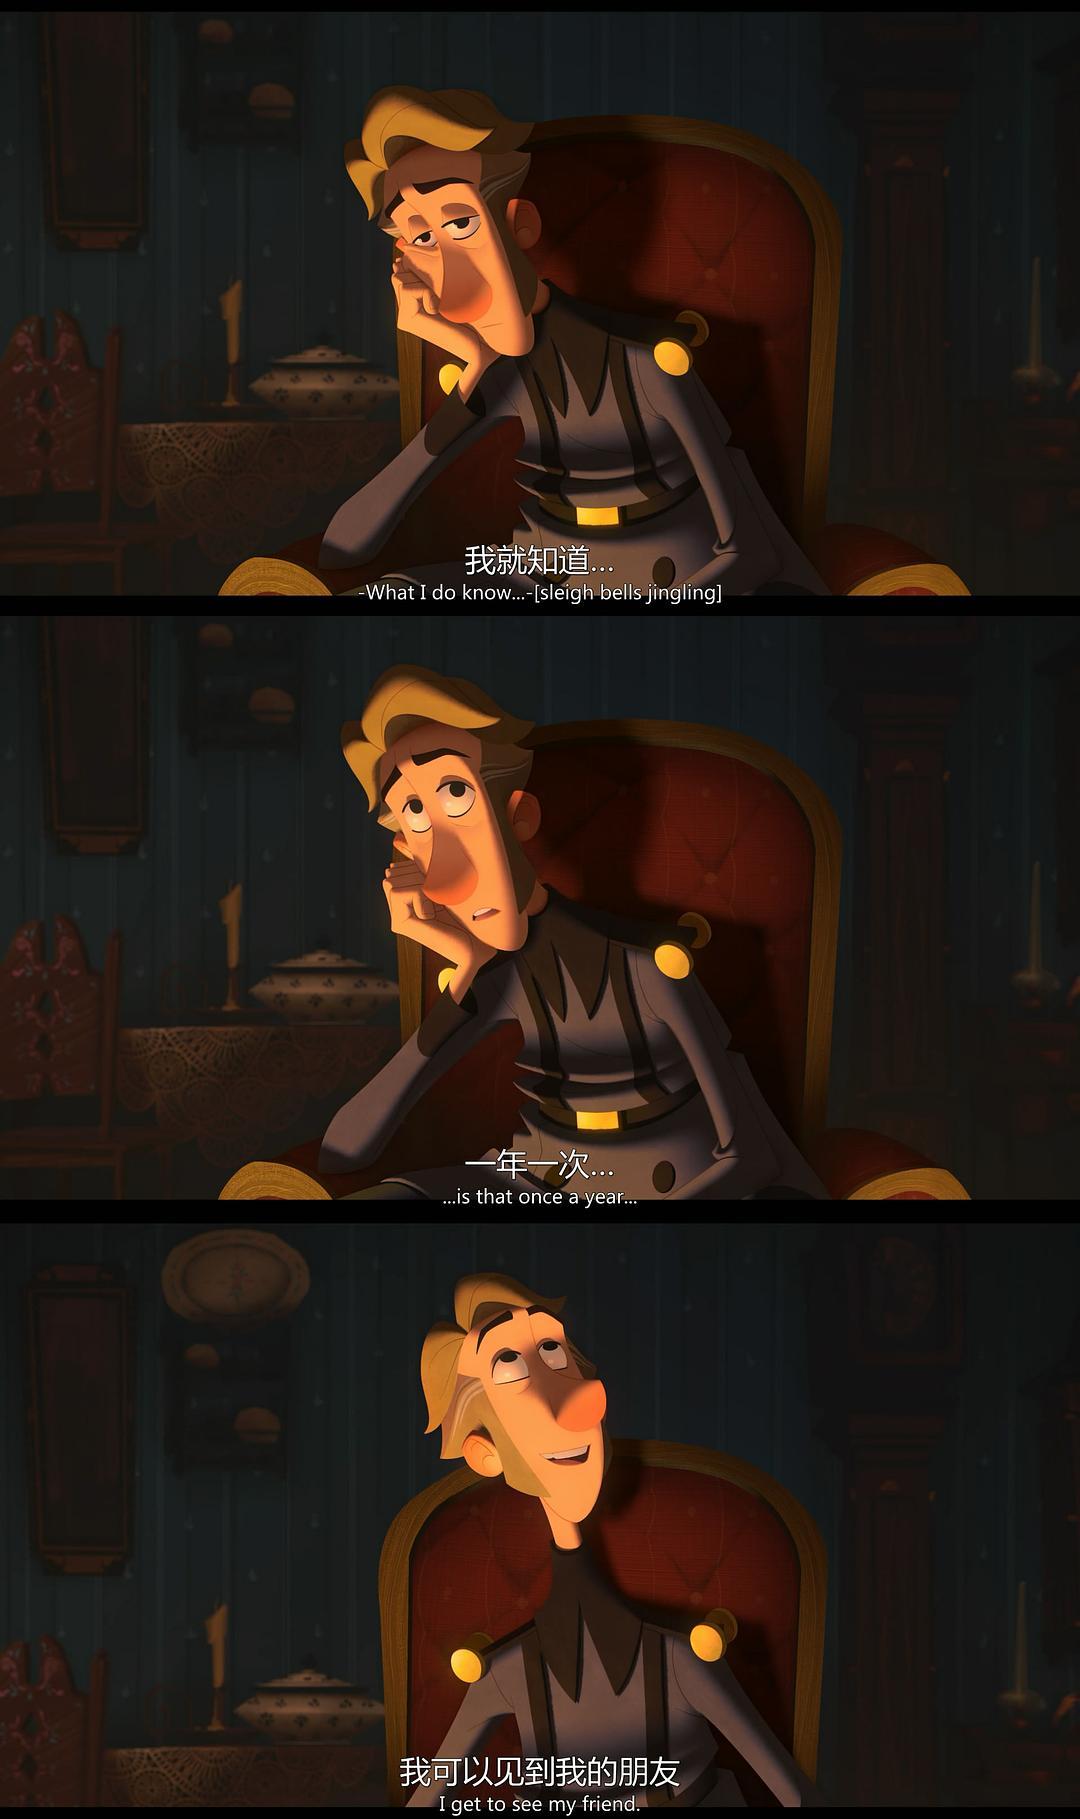 我就知道...
-What I do know...-[sleigh bells jingling]
一年一次...
...is that once a year...
我可以见到我的朋友
I get to see my friend.